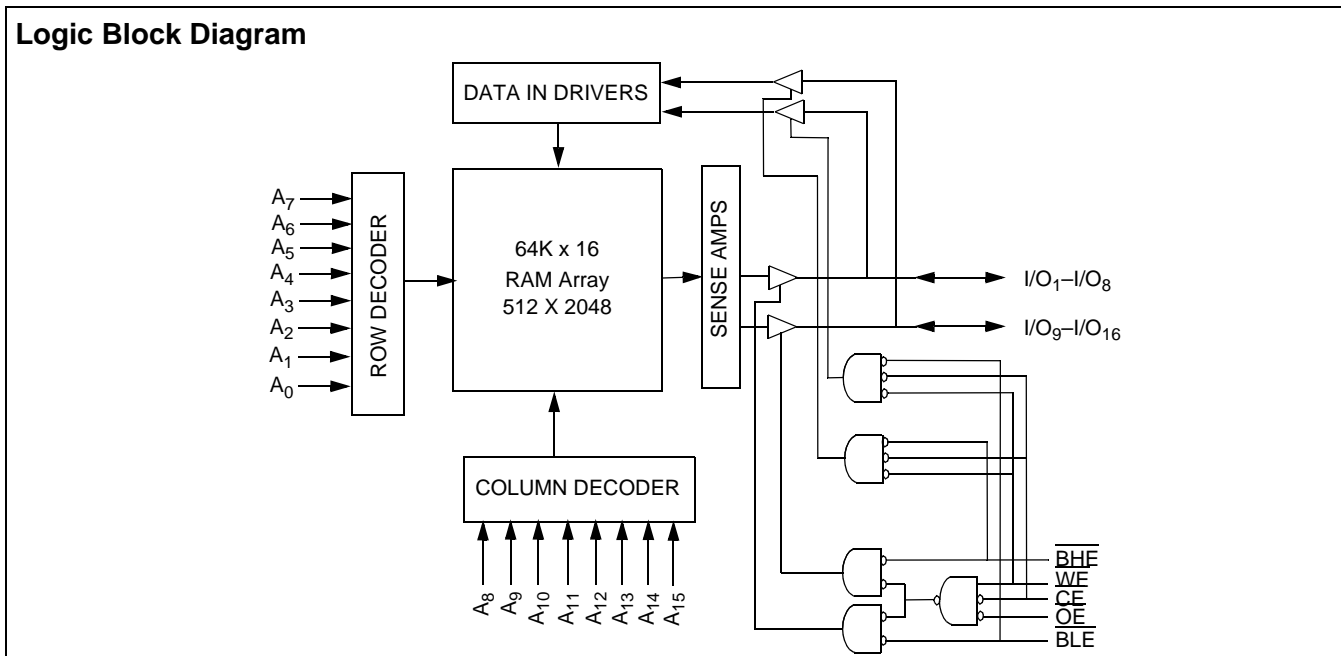 Logic Block Diagram
DATA IN DRIVERS
A7
A6
A5
A4
A3
A2
A1
A0
ROW DECODER
64K x 16
RAM Array
512 X 2048
SENSE AMPS
I/O1–I/O8
I/O9–I/O16
COLUMN DECODER
A8
A9
A10
A11
A12
A13
A14
A15
BHE
WE
CE
OE
BLE